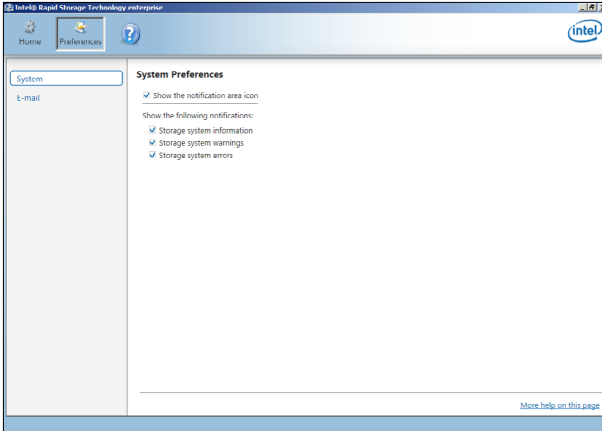 Intel® Rapid Storage Technology enterprise
Home
Preferences
?
intel
System
E-mail
System Preferences
Show the notification area icon
Show the following notifications:
Storage system information
Storage system warnings
Storage system errors
More help on this page